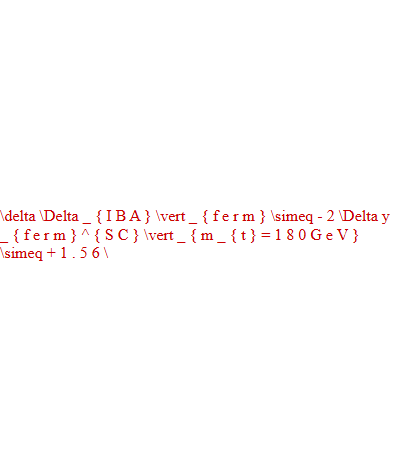 \delta \Delta _ { I B A } \vert _ { f e r m } \simeq - 2 \Delta y
_ { f e r m } ^ { S C } \vert _ { m _ { t } = 1 8 0 G e V }
\simeq + 1 . 5 6 \